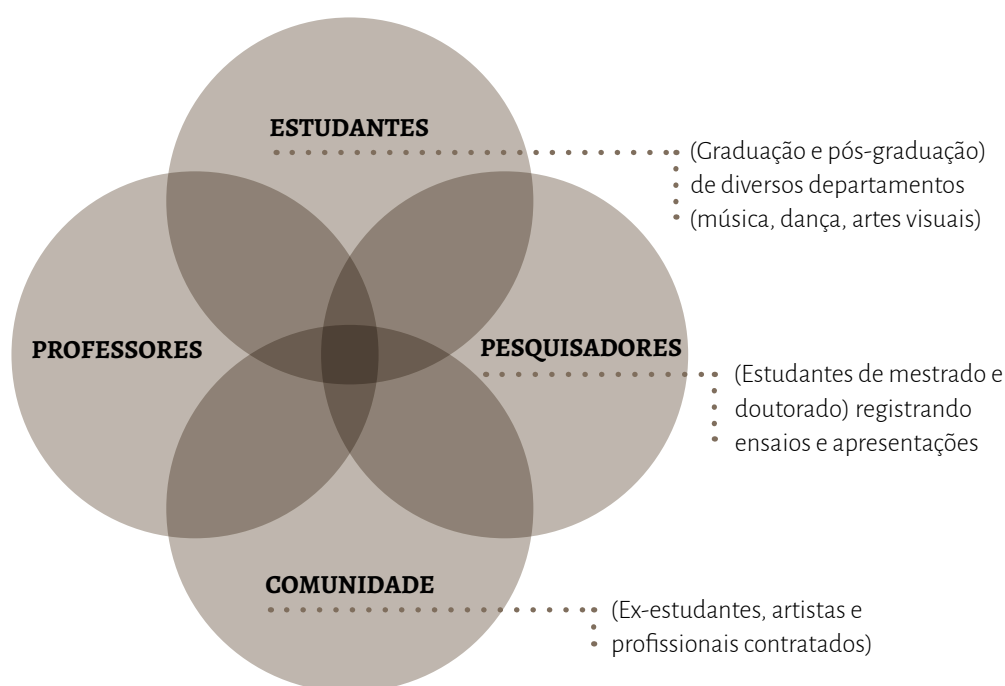 ESTUDANTES
(Graduação e pós-graduação)
de diversos departamentos
(música, dança, artes visuais)
PROFESSORES
PESQUISADORES
(Estudantes de mestrado e
doutorado) registrando
ensaios e apresentações
COMUNIDADE
(Ex-estudantes, artistas e
profissionais contratados)